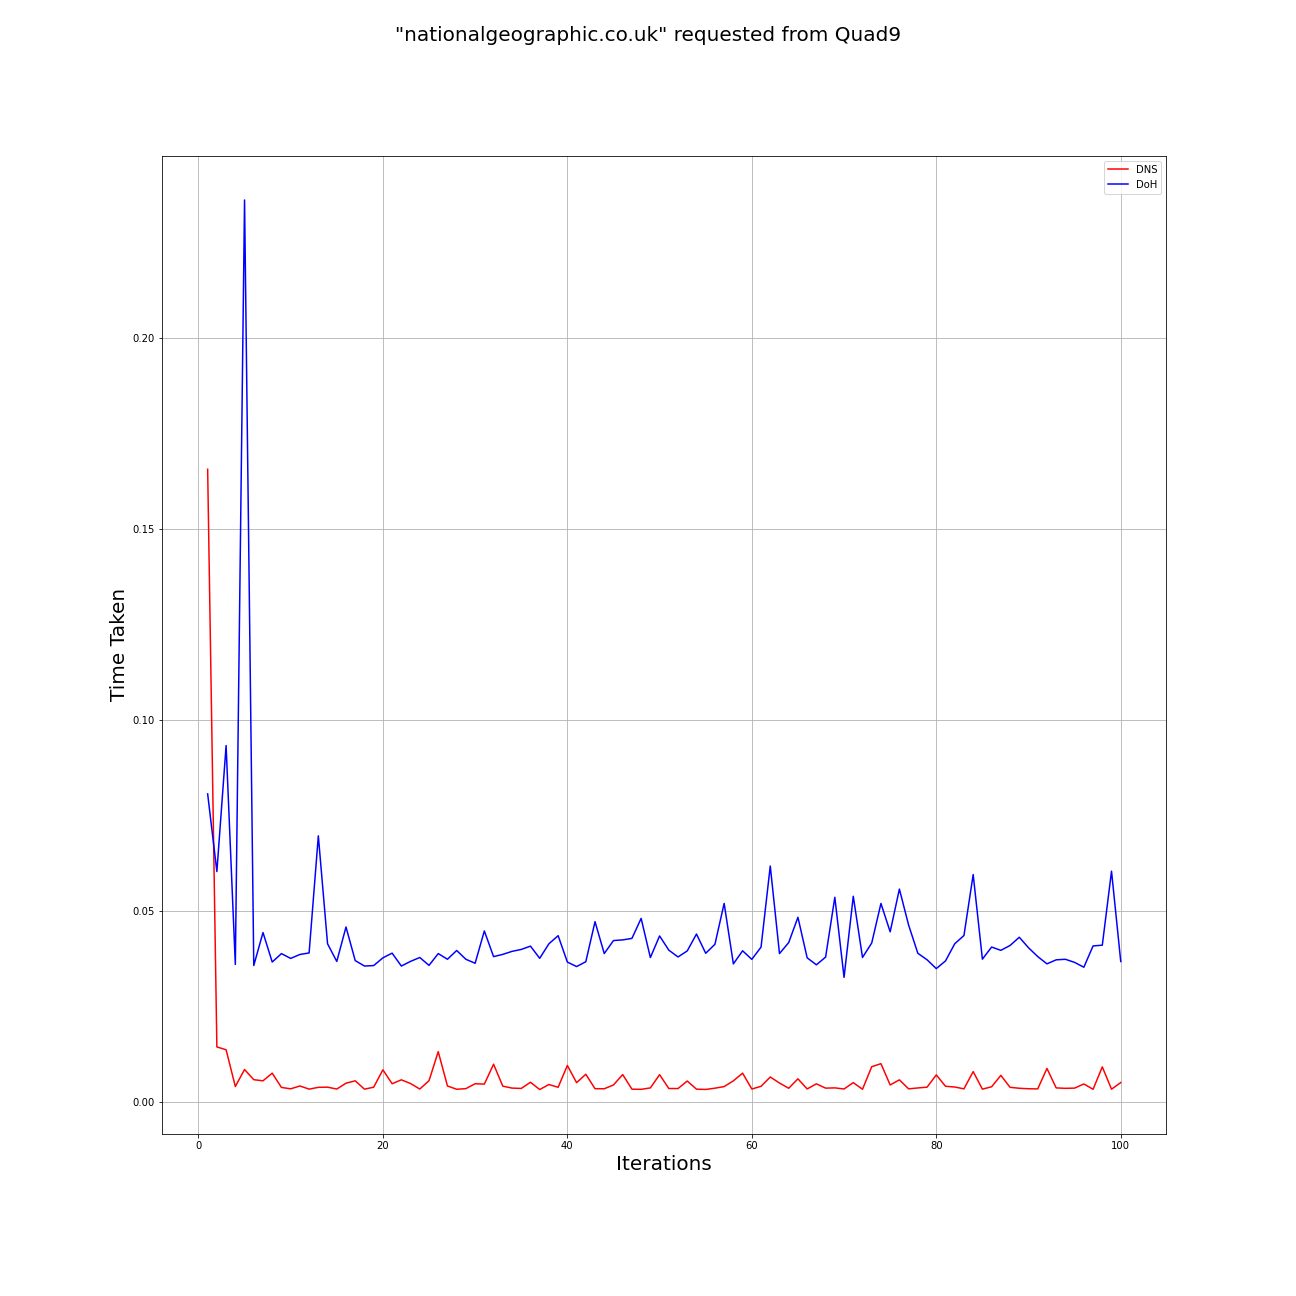 "nationalgeographic.co.uk" requested from Quad9
DNS
DoH
Time Taken
0.20
0.15
0.10
0.05
0.00
0 20 40 60 80 100
Iterations